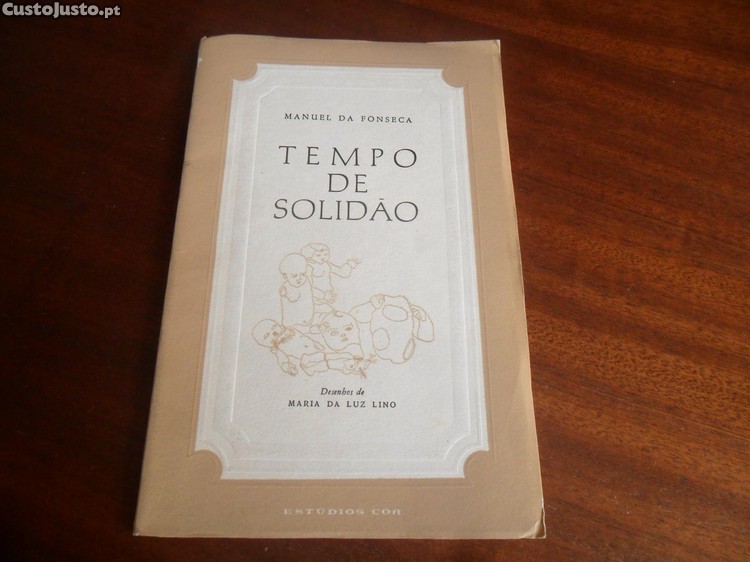 CustoJusto.pt
MANUEL DA FONSECA
TEMPO
DE
SOLIDÃO
Desenhos de
MARIA DA LUZ LINO
ESTÚDIOS COR